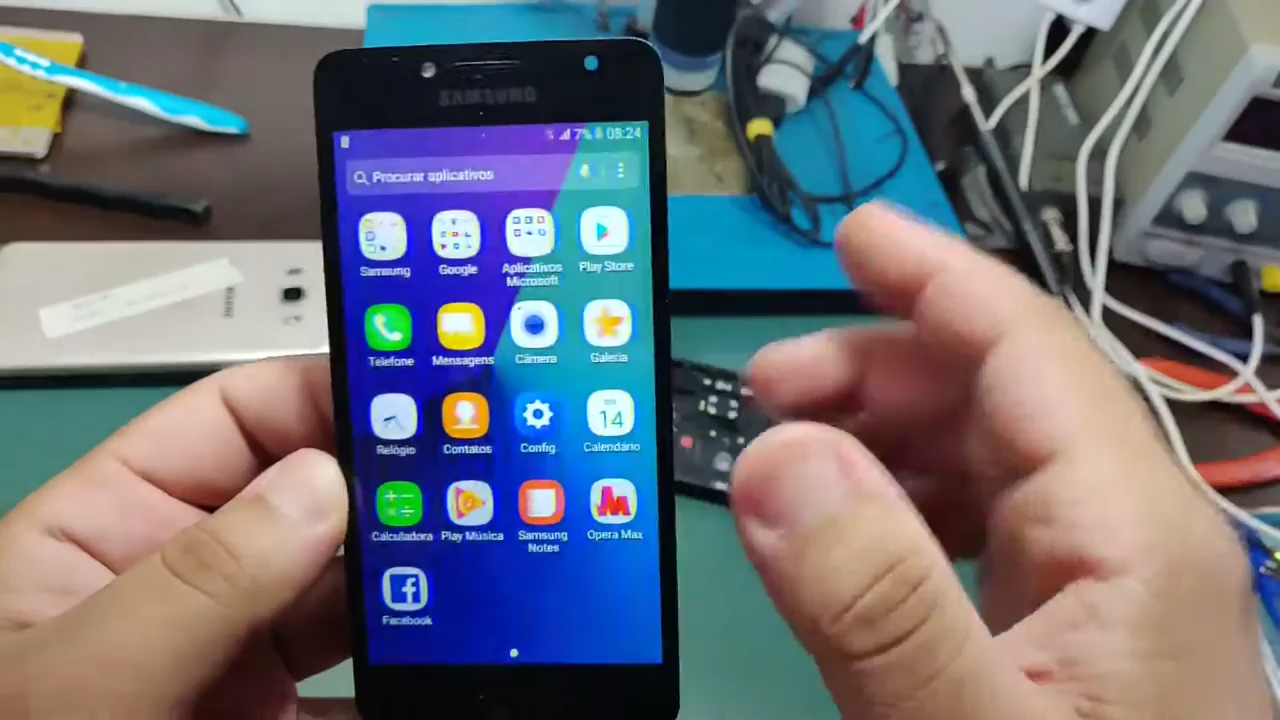 SAMSUNG
7% 08:24
Procurar aplicativos
Samsung Google Aplicativos Microsoft Play Store
Telefone Mensagens Câmera Galeria
14
Relógio Contatos Config. Calendário
Calculadora Play Música Samsung Notes Opera Max
Facebook